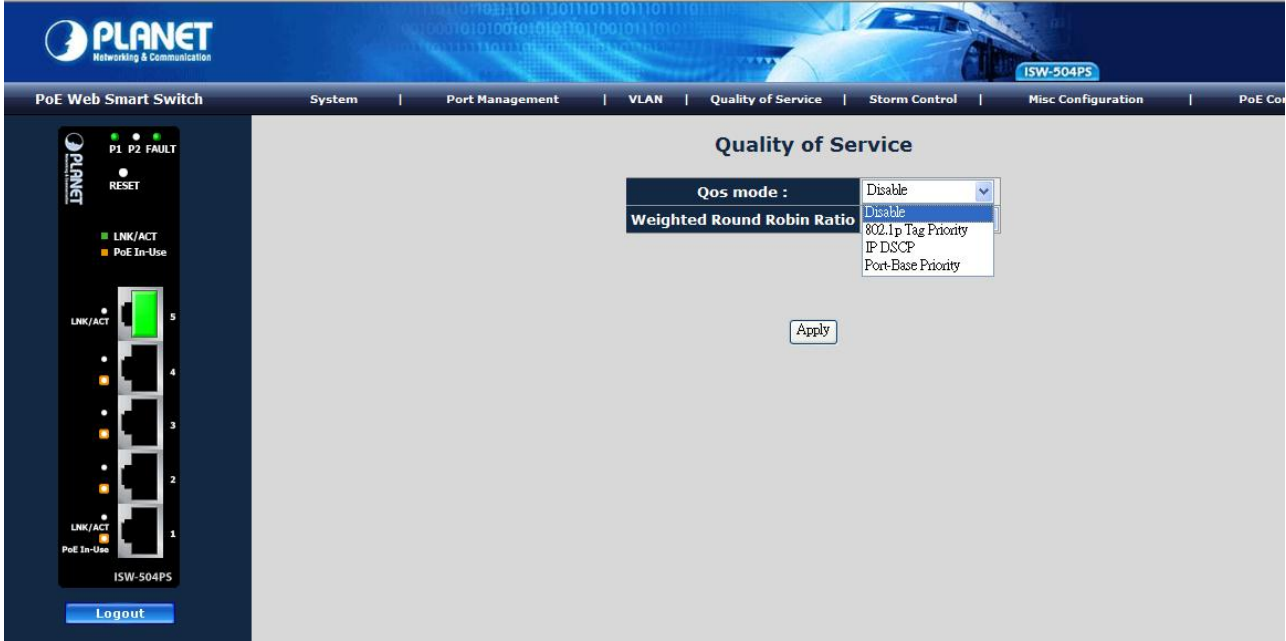 PLANET
Networking & Communication
ISW-504PS
PoE Web Smart Switch
System | Port Management | VLAN | Quality of Service | Storm Control | Misc Configuration | PoE Co
P1 P2 FAULT
PLANET
RESET
LNK/ACT
PoE In-Use
LNK/ACT
5
4
3
2
LNK/ACT
1
PoE In-Use
ISW-504PS
Logout
Quality of Service
Qos mode : Disable
Weighted Round Robin Ratio
Disable
802.1p Tag Priority
IP DSCP
Port-Base Priority
Apply